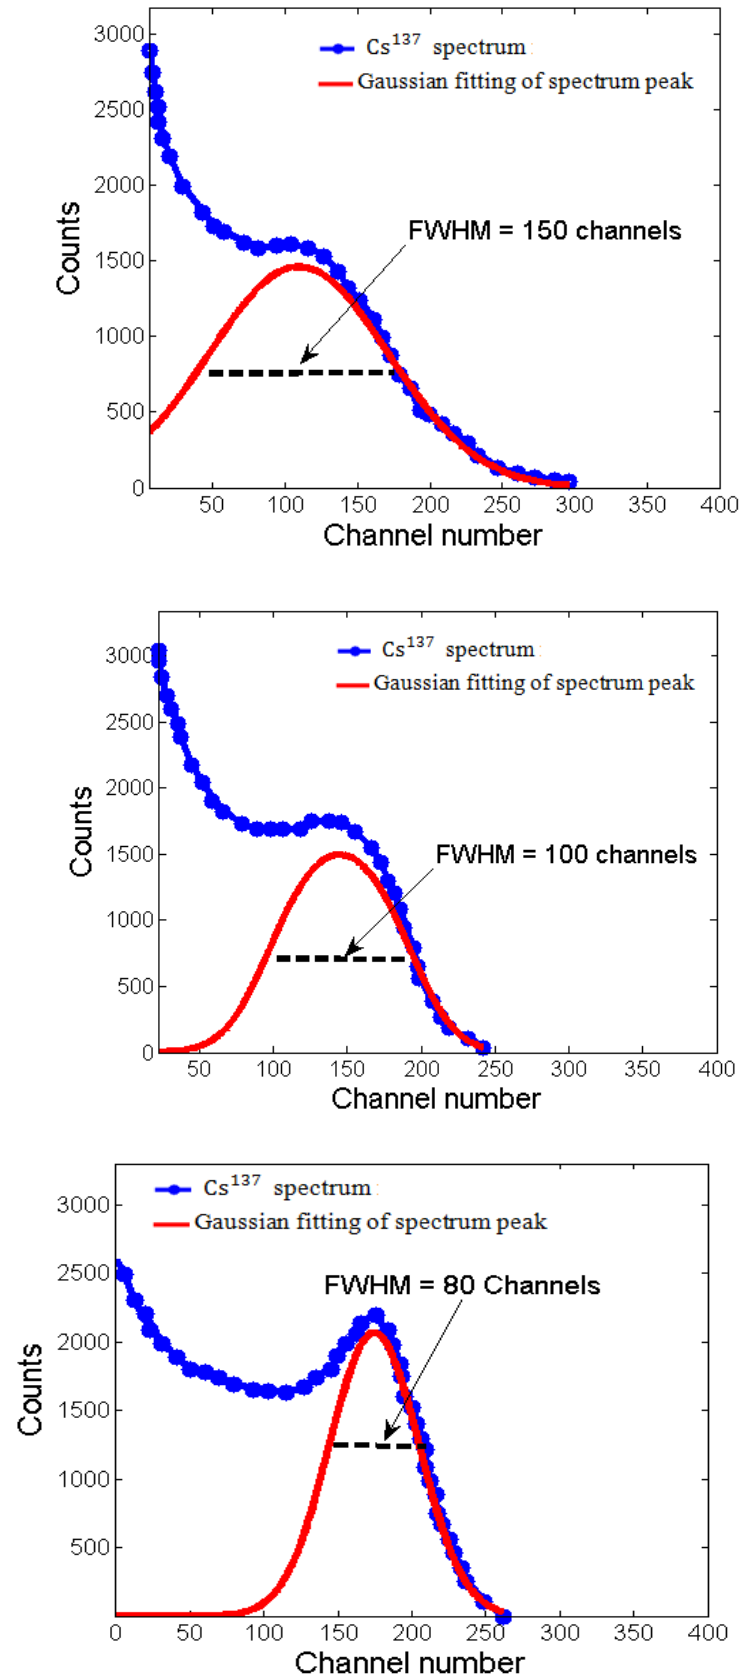 3000
Cs¹³⁷ spectrum
Gaussian fitting of spectrum peak
2500
2000
FWHM = 150 channels
1500
1000
500
0
Counts
50 100 150 200 250 300 350 400
Channel number
3000
Cs¹³⁷ spectrum
Gaussian fitting of spectrum peak
2500
2000
1500
FWHM = 100 channels
1000
500
0
Counts
50 100 150 200 250 300 350 400
Channel number
3000
Cs¹³⁷ spectrum
Gaussian fitting of spectrum peak
2500
FWHM = 80 Channels
2000
1500
1000
500
Counts
0 50 100 150 200 250 300 350 400
Channel number